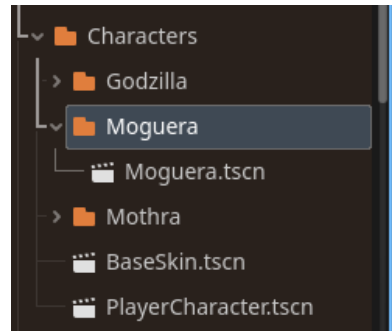 Characters
Godzilla
Moguera
Moguera.tscn
Mothra
BaseSkin.tscn
PlayerCharacter.tscn